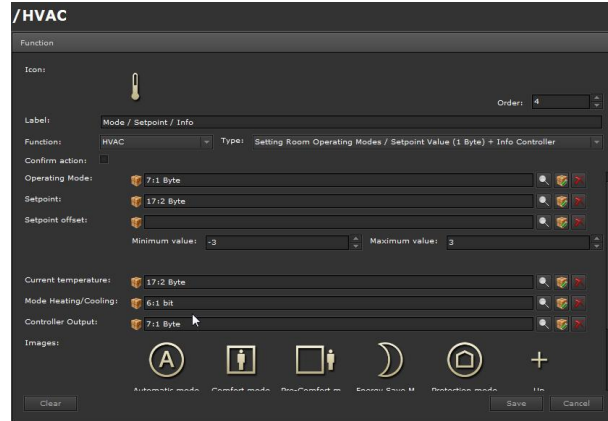 /HVAC
Function
Icon:
Order: 4
Label: Mode / Setpoint / Info
Function: HVAC Type: Setting Room Operating Modes / Setpoint Value (1 Byte) + Info Controller
Confirm action:
Operating Mode: 7:1 Byte
Setpoint: 17:2 Byte
Setpoint offset:
Minimum value: -3 Maximum value: 3
Current temperature: 17:2 Byte
Mode Heating/Cooling: 6:1 bit
Controller Output: 7:1 Byte
Images:
A
Automatic mode Comfort mode Pre-Comfort m Energy Save M Protection mode Up
Clear Save Cancel